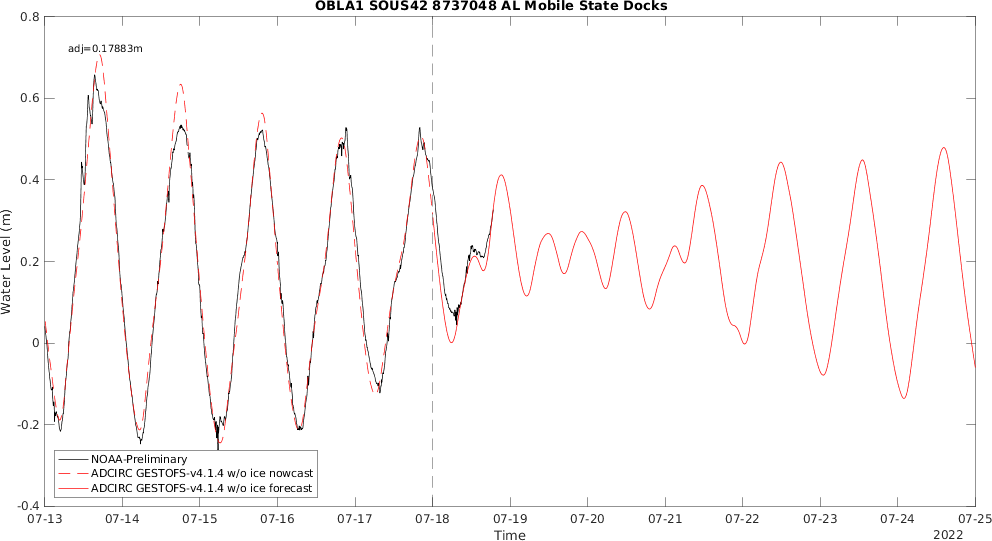 OBLA1 SOUS42 8737048 AL Mobile State Docks
adj=0.17883m
Water Level (m)
0.8
0.6
0.4
0.2
0
-0.2
-0.4
NOAA-Preliminary
ADCIRC GESTOFS-v4.1.4 w/o ice nowcast
ADCIRC GESTOFS-v4.1.4 w/o ice forecast
07-13 07-14 07-15 07-16 07-17 07-18 07-19 07-20 07-21 07-22 07-23 07-24 07-25
Time
2022